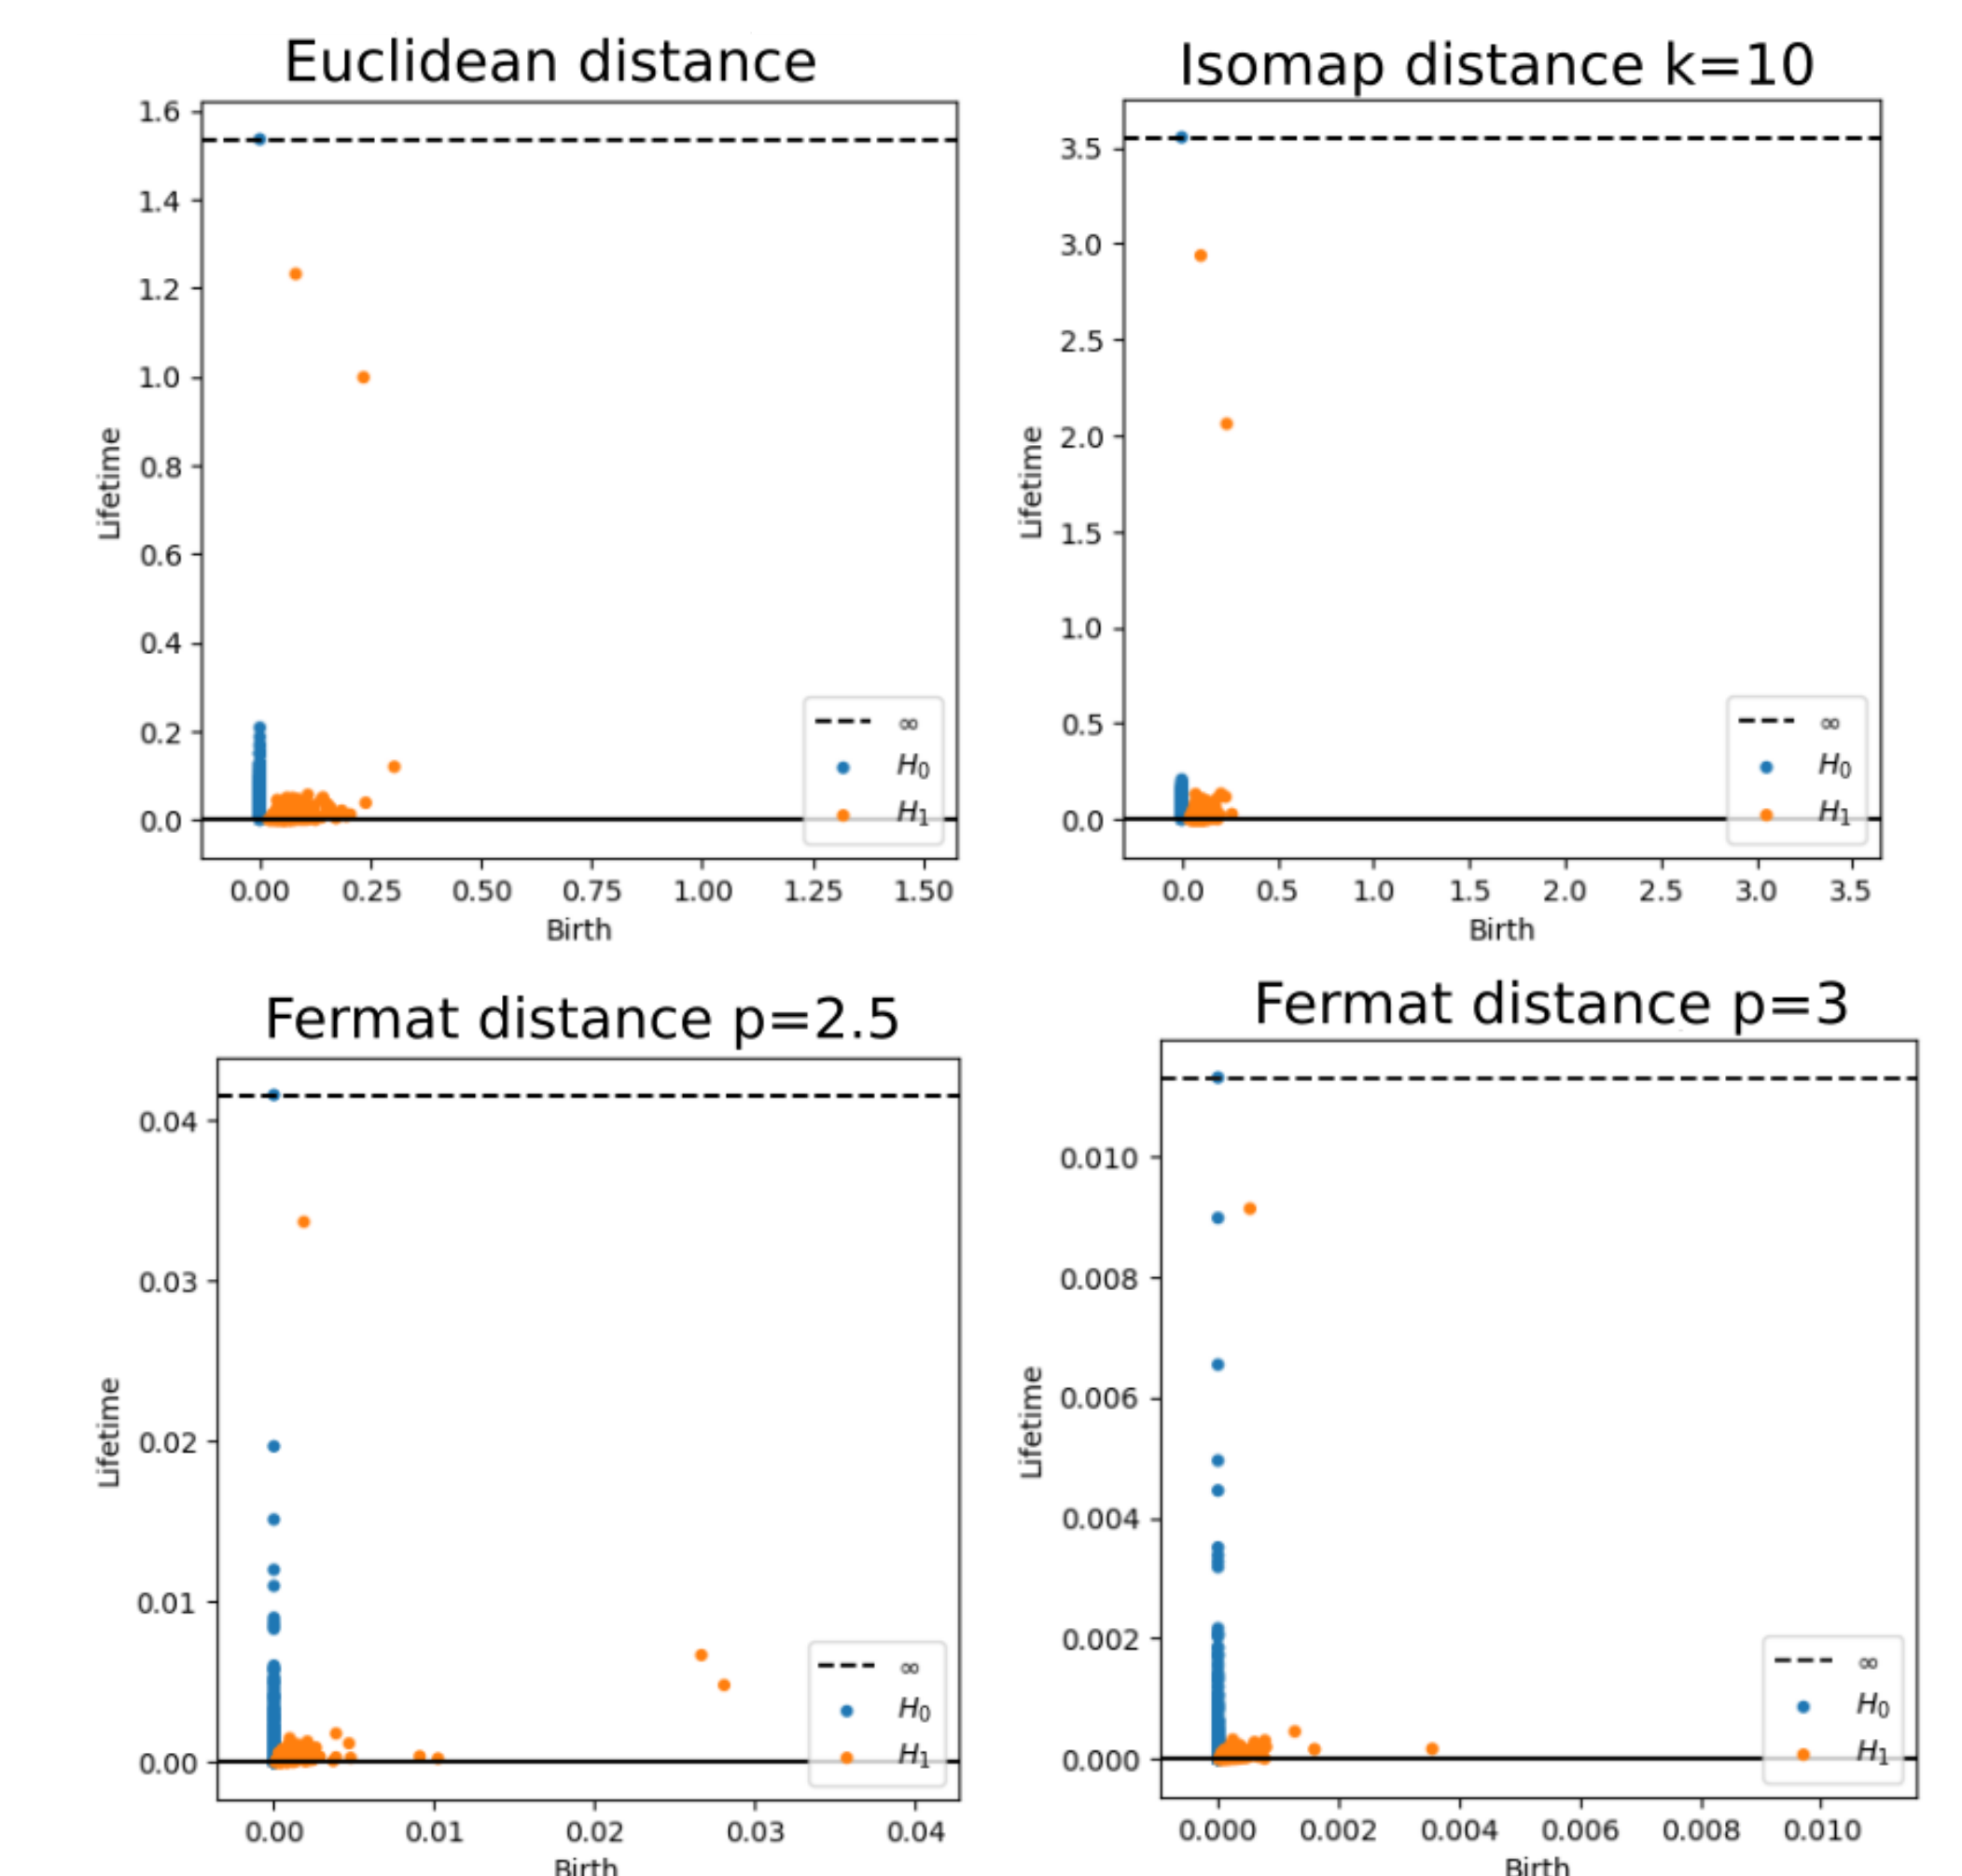 Euclidean distance
1.6
1.4
1.2
1.0
0.8
0.6
0.4
0.2
0.0
Lifetime
∞
H₀
H₁
0.00 0.25 0.50 0.75 1.00 1.25 1.50
Birth
Isomap distance k=10
3.5
3.0
2.5
2.0
1.5
1.0
0.5
0.0
Lifetime
∞
H₀
H₁
0.0 0.5 1.0 1.5 2.0 2.5 3.0 3.5
Birth
Fermat distance p=2.5
0.04
0.03
0.02
0.01
0.00
Lifetime
∞
H₀
H₁
0.00 0.01 0.02 0.03 0.04
Birth
Fermat distance p=3
0.010
0.008
0.006
0.004
0.002
0.000
Lifetime
∞
H₀
H₁
0.000 0.002 0.004 0.006 0.008 0.010
Birth